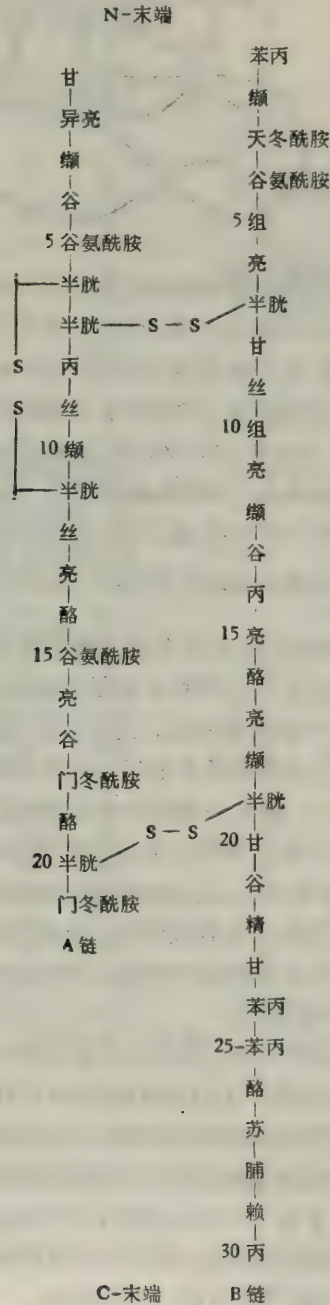 N-末端
甘
异亮
缬
谷
5 谷氨酰胺
半胱
半胱 S-S
丙
S
S
丝
10 缬
半胱
丝
亮
酪
15 谷氨酰胺
亮
谷
门冬酰胺
酪
20 半胱 S-S
门冬酰胺
A 链
苯丙
缬
天冬酰胺
谷氨酰胺
5 组
亮
半胱
甘
丝
10 组
亮
缬
谷
丙
15 亮
酪
亮
缬
半胱
20 甘
谷
精
甘
苯丙
25-苯丙
酪
苏
脯
赖
30 丙
C-末端
B 链